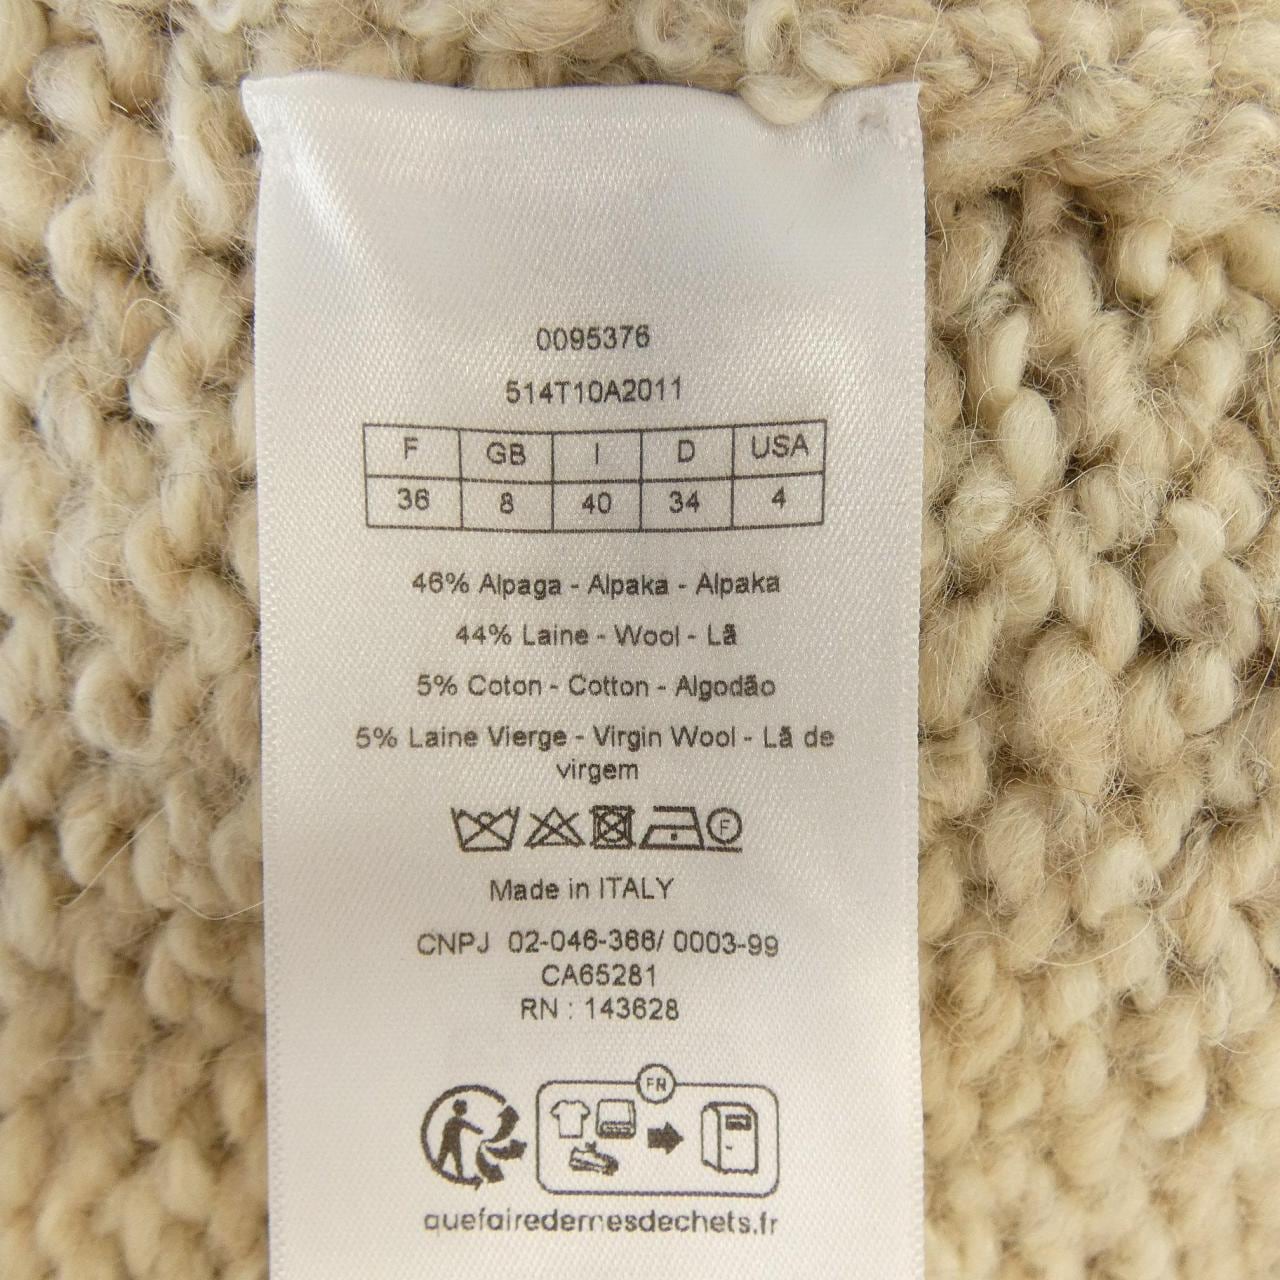 0095376
514T10A2011
F GB I D USA
36 8 40 34 4
46% Alpaga - Alpaka - Alpaka
44% Laine - Wool - Lã
5% Coton - Cotton - Algodão
5% Laine Vierge - Virgin Wool - Lã de
virgem
F
Made in ITALY
CNPJ 02-046-366/ 0003-99
CA65281
RN : 143628
FR
quefairedemesdechets.fr